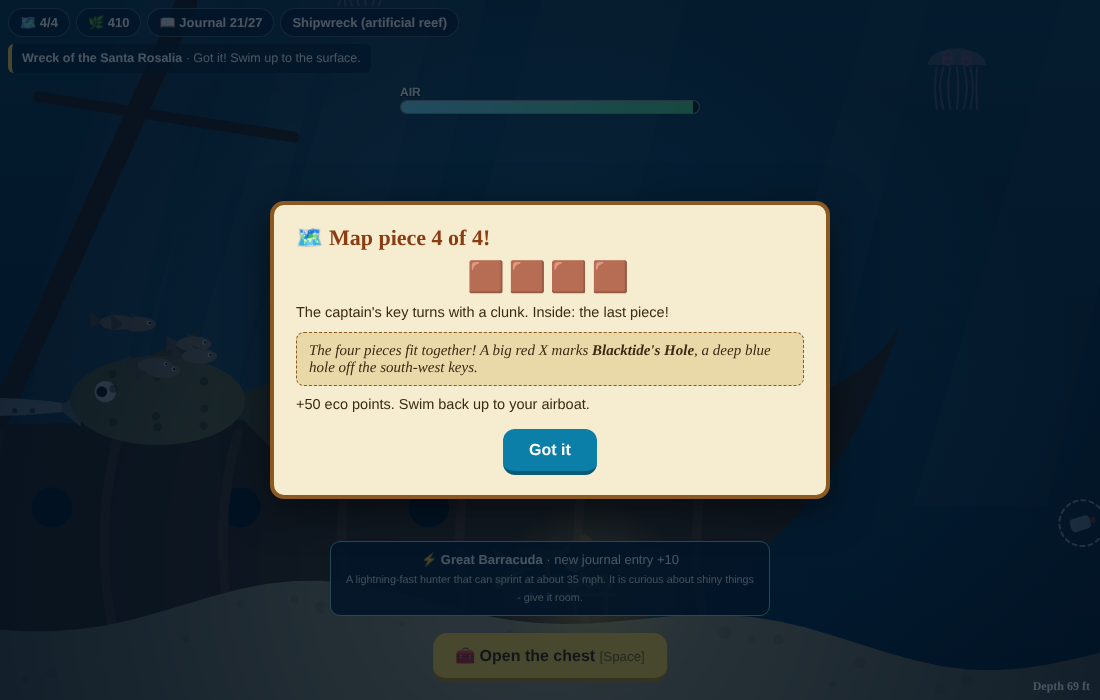 4/4
410
Journal 21/27
Shipwreck (artificial reef)
Wreck of the Santa Rosalia · Got it! Swim up to the surface.
AIR
Map piece 4 of 4!
The captain's key turns with a clunk. Inside: the last piece!
The four pieces fit together! A big red X marks Blacktide's Hole, a deep blue
hole off the south-west keys.
+50 eco points. Swim back up to your airboat.
Got it
Great Barracuda · new journal entry +10
A lightning-fast hunter that can sprint at about 35 mph. It is curious about shiny things
- give it room.
Open the chest [Space]
Depth 69 ft